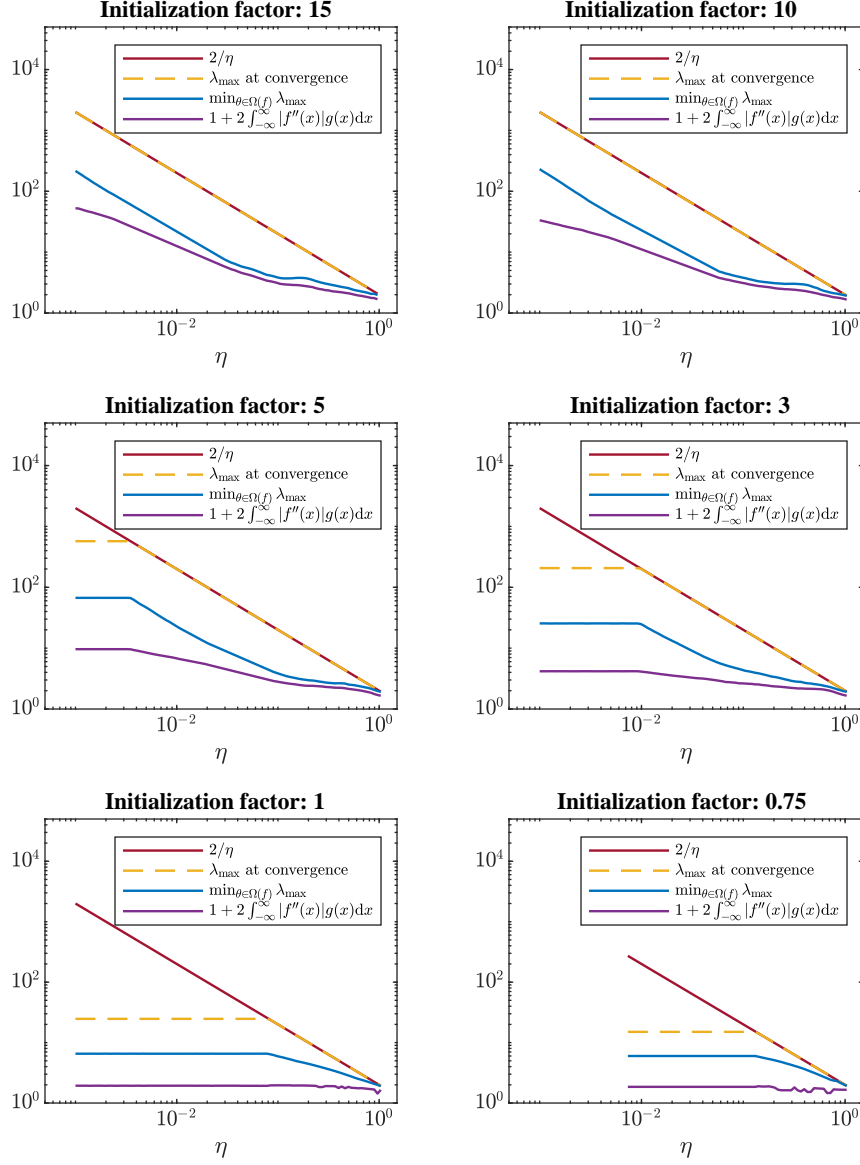 Initialization factor: 15
2/η
λmax at convergence
minθ∈Ω(f) λmax
1 + 2 ∫_{-∞}^{∞} |f''(x)|g(x)dx
10^4
10^2
10^0
10^{-2}
10^0
η
Initialization factor: 10
2/η
λmax at convergence
minθ∈Ω(f) λmax
1 + 2 ∫_{-∞}^{∞} |f''(x)|g(x)dx
10^4
10^2
10^0
10^{-2}
10^0
η
Initialization factor: 5
2/η
λmax at convergence
minθ∈Ω(f) λmax
1 + 2 ∫_{-∞}^{∞} |f''(x)|g(x)dx
10^4
10^2
10^0
10^{-2}
10^0
η
Initialization factor: 3
2/η
λmax at convergence
minθ∈Ω(f) λmax
1 + 2 ∫_{-∞}^{∞} |f''(x)|g(x)dx
10^4
10^2
10^0
10^{-2}
10^0
η
Initialization factor: 1
2/η
λmax at convergence
minθ∈Ω(f) λmax
1 + 2 ∫_{-∞}^{∞} |f''(x)|g(x)dx
10^4
10^2
10^0
10^{-2}
10^0
η
Initialization factor: 0.75
2/η
λmax at convergence
minθ∈Ω(f) λmax
1 + 2 ∫_{-∞}^{∞} |f''(x)|g(x)dx
10^4
10^2
10^0
10^{-2}
10^0
η